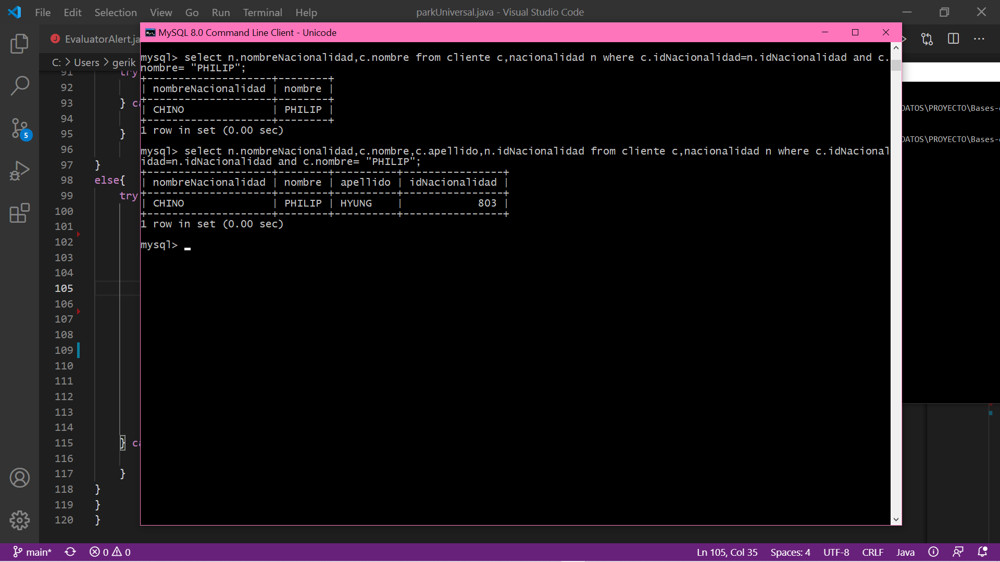 File Edit Selection View Go Run Terminal Help
parkUniversal.java - Visual Studio Code
EvaluatorAlert.ja
C: > Users > gerik
MySQL 8.0 Command Line Client - Unicode
mysql> select n.nombreNacionalidad,c.nombre from cliente c,nacionalidad n where c.idNacionalidad=n.idNacionalidad and c.
nombre= "PHILIP";
+---------------------+--------+
| nombreNacionalidad | nombre |
+---------------------+--------+
| CHINO | PHILIP |
+---------------------+--------+
1 row in set (0.00 sec)
mysql> select n.nombreNacionalidad,c.nombre,c.apellido,n.idNacionalidad from cliente c,nacionalidad n where c.idNacional
idad=n.idNacionalidad and c.nombre= "PHILIP";
+---------------------+--------+----------+----------------+
| nombreNacionalidad | nombre | apellido | idNacionalidad |
+---------------------+--------+----------+----------------+
| CHINO | PHILIP | HYUNG | 803 |
+---------------------+--------+----------+----------------+
1 row in set (0.00 sec)
mysql>
91 try
92
93 } ca
94
95 }
96
97 }
98 else{
99 try
100
101
102
103
104
105
106
107
108
109
110
111
112
113
114
115 } ca
116
117 }
118 }
119 }
120 }
DATOS\PROYECTO\Bases-
DATOS\PROYECTO\Bases-
5
main* 0 0
Ln 105, Col 35 Spaces: 4 UTF-8 CRLF Java